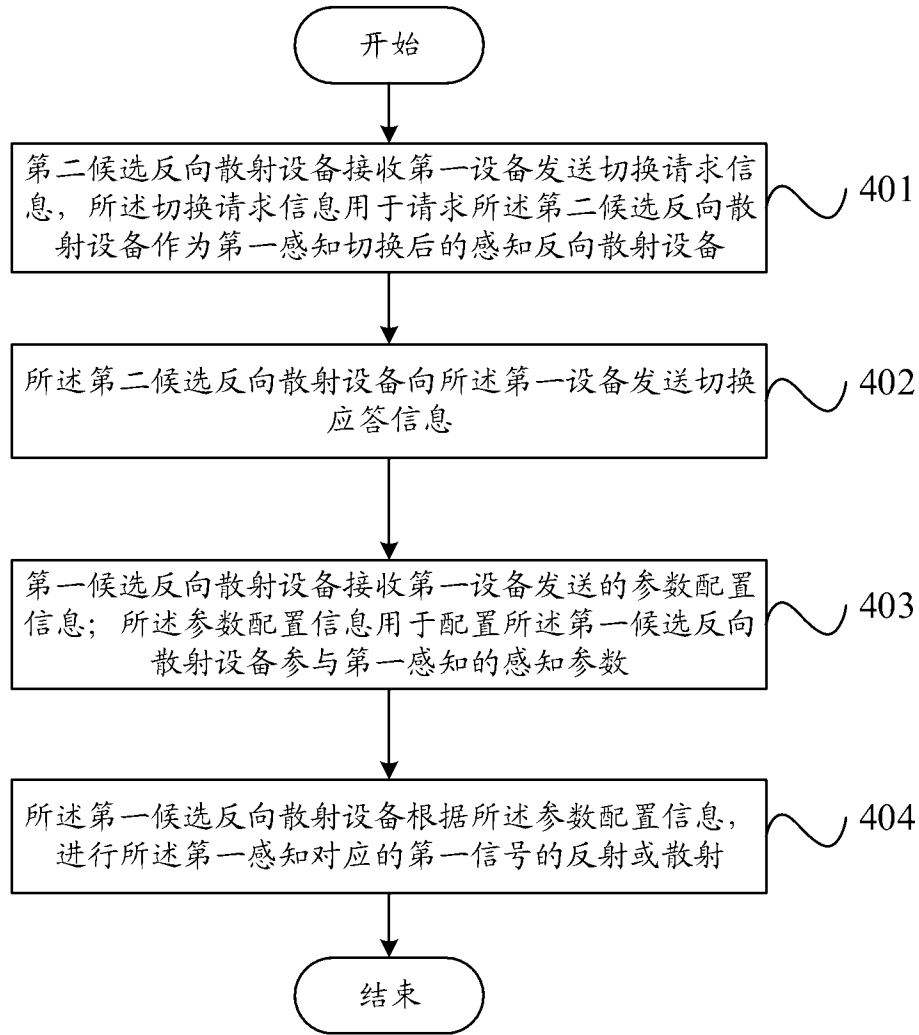 开始
第二候选反向散射设备接收第一设备发送切换请求信
息，所述切换请求信息用于请求所述第二候选反向散
射设备作为第一感知切换后的感知反向散射设备
401
所述第二候选反向散射设备向所述第一设备发送切换
应答信息
402
第一候选反向散射设备接收第一设备发送的参数配置
信息；所述参数配置信息用于配置所述第一候选反向
散射设备参与第一感知的感知参数
403
所述第一候选反向散射设备根据所述参数配置信息，
进行所述第一感知对应的第一信号的反射或散射
404
结束